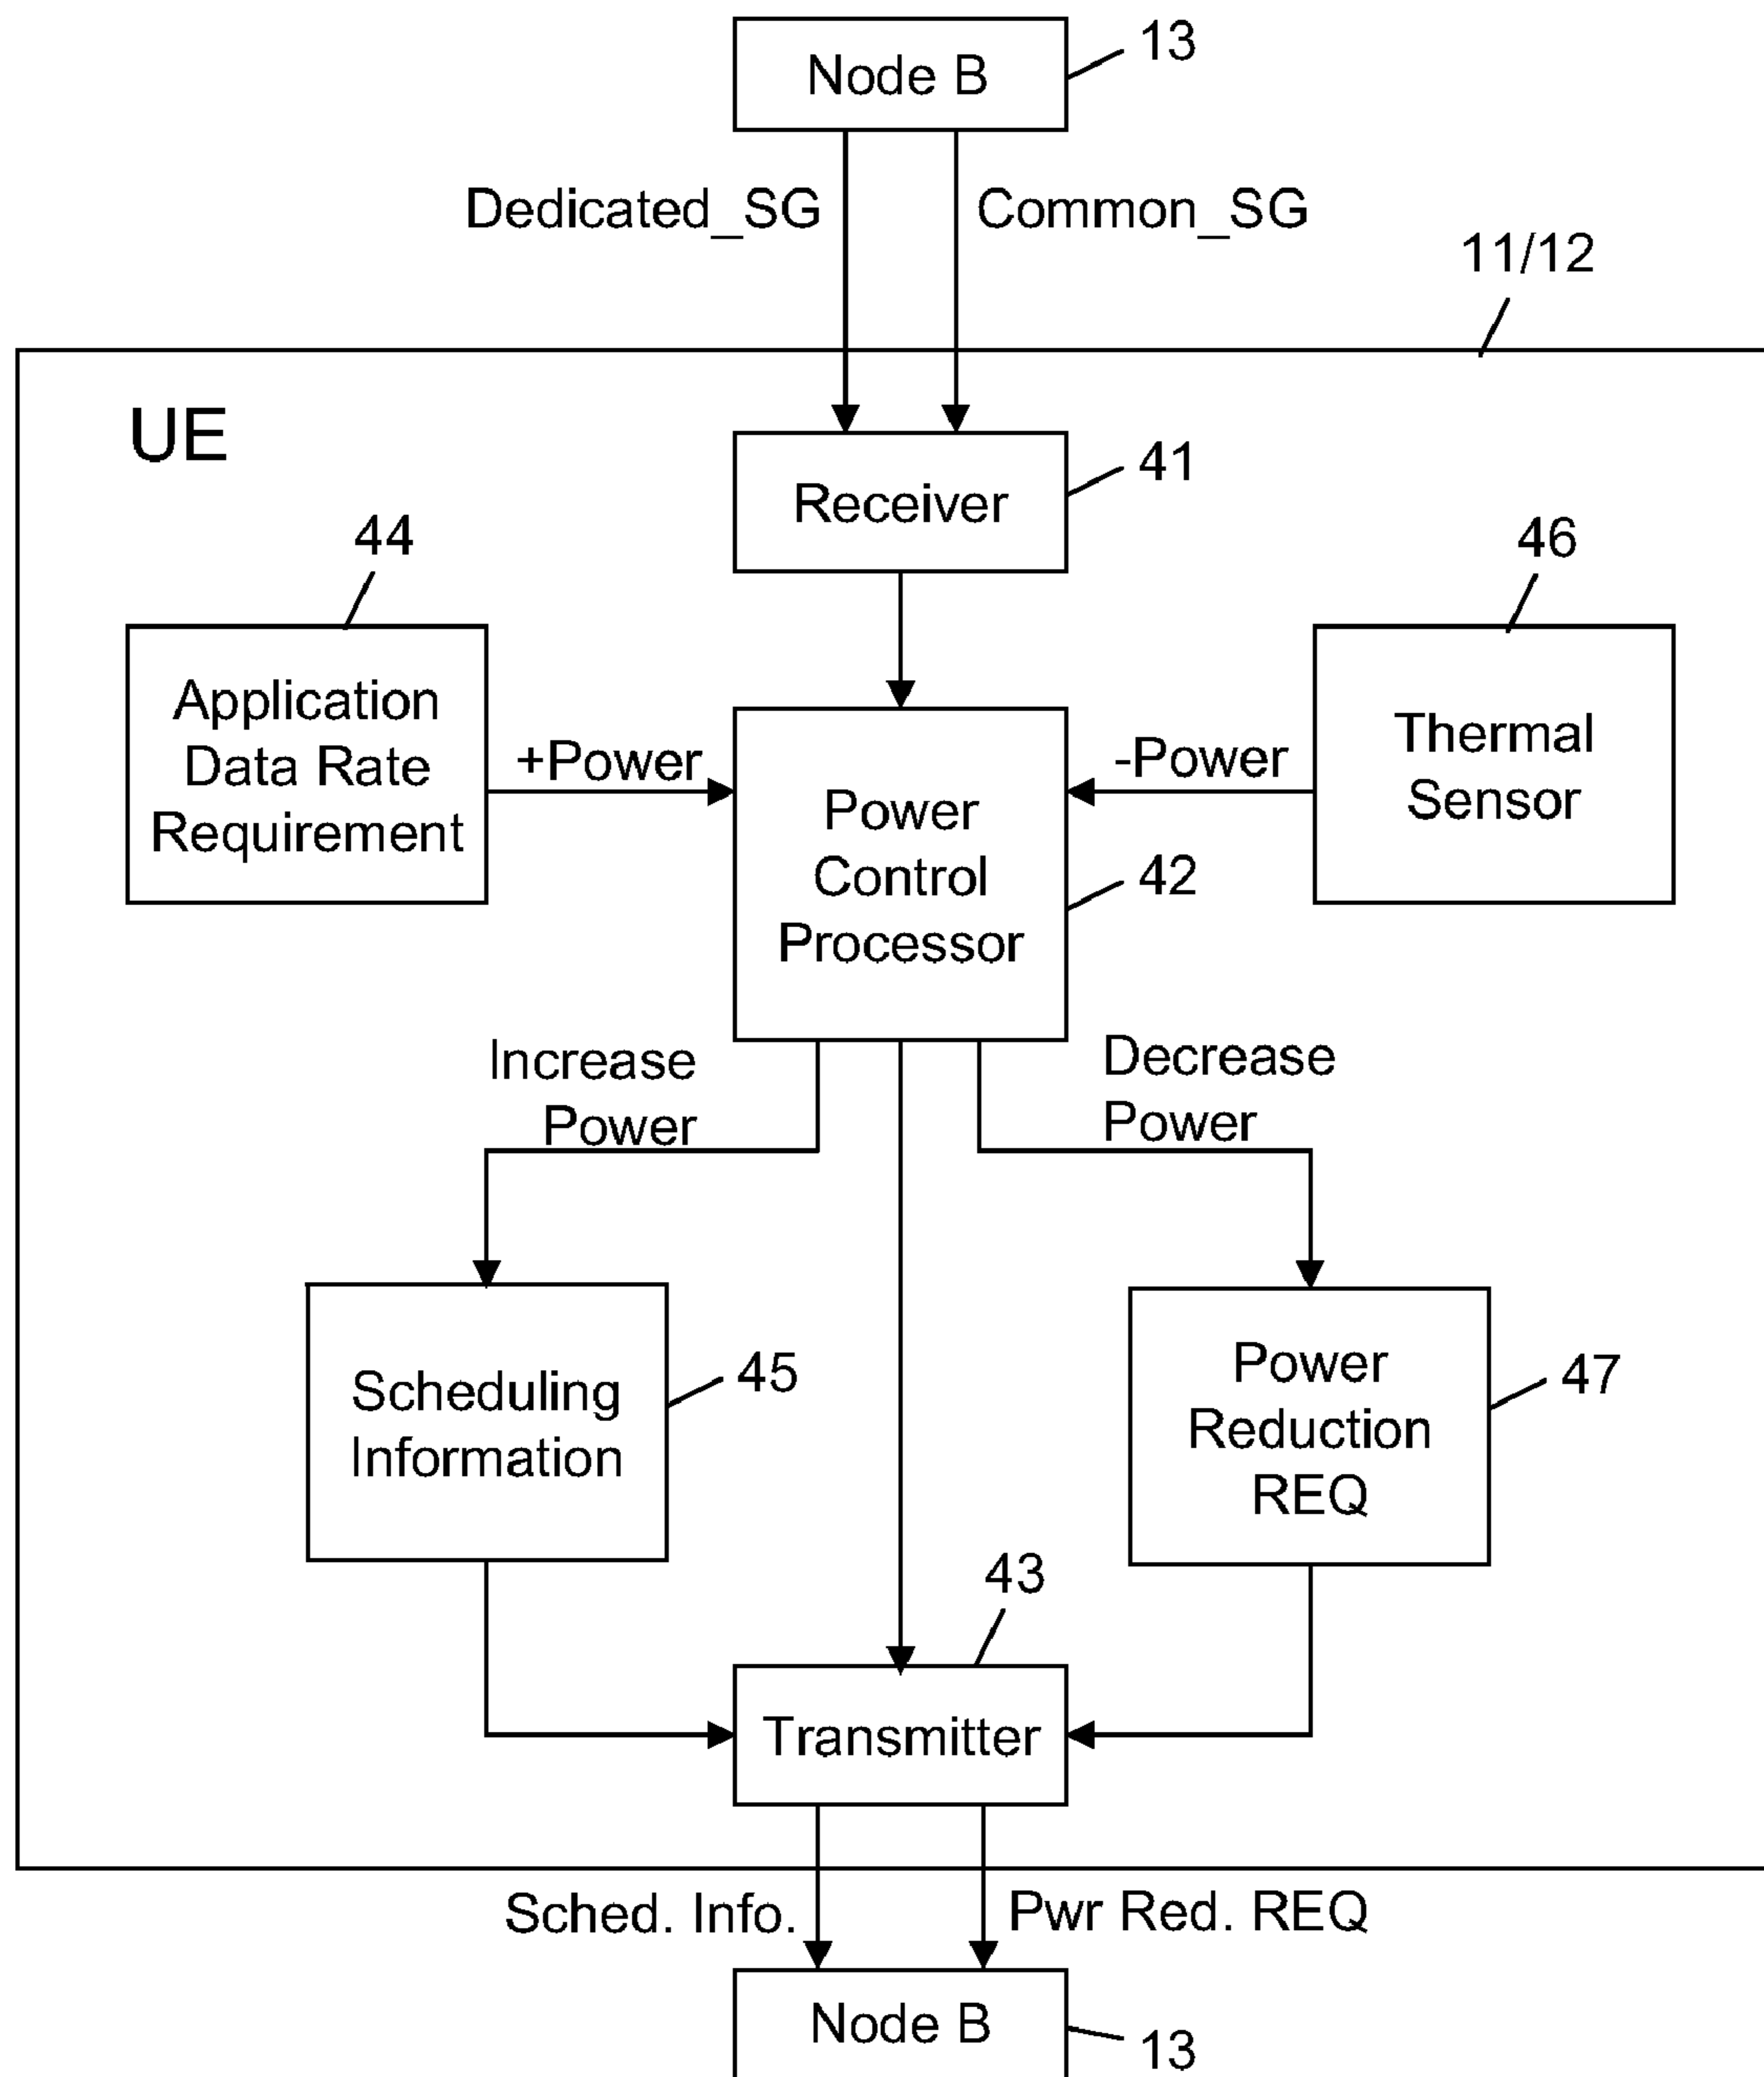 Node B
13
Dedicated_SG
Common_SG
11/12
UE
Receiver
41
44
46
Application
Data Rate
Requirement
+Power
-Power
Thermal
Sensor
Power
Control
Processor
42
Increase
Power
Decrease
Power
Scheduling
Information
45
Power
Reduction
REQ
47
43
Transmitter
Sched. Info.
Pwr Red. REQ
Node B
13